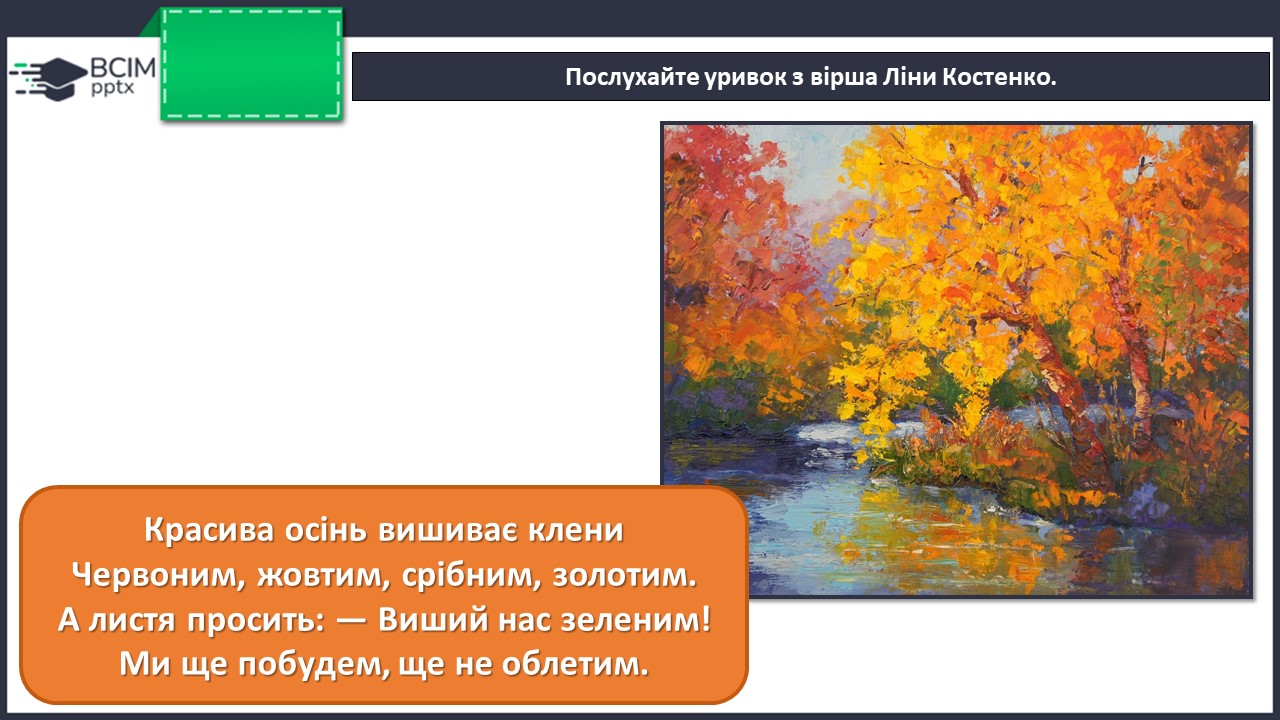 ВСІМ
pptx
Послухайте уривок з вірша Ліни Костенко.
Красива осінь вишиває клени
Червоним, жовтим, срібним, золотим.
А листя просить: — Виший нас зеленим!
Ми ще побудем, ще не облетим.